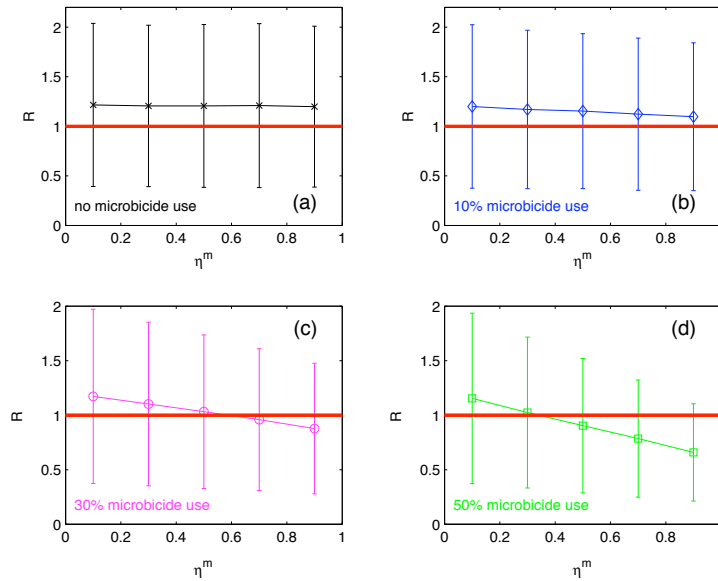 2
1.5
1
0.5
0
R
(a)
no microbicide use
0 0.2 0.4 0.6 0.8 1
η^m
2
1.5
1
0.5
0
R
(b)
10% microbicide use
0 0.2 0.4 0.6 0.8
η^m
2
1.5
1
0.5
0
R
(c)
30% microbicide use
0 0.2 0.4 0.6 0.8 1
η^m
2
1.5
1
0.5
0
R
(d)
50% microbicide use
0 0.2 0.4 0.6 0.8
η^m